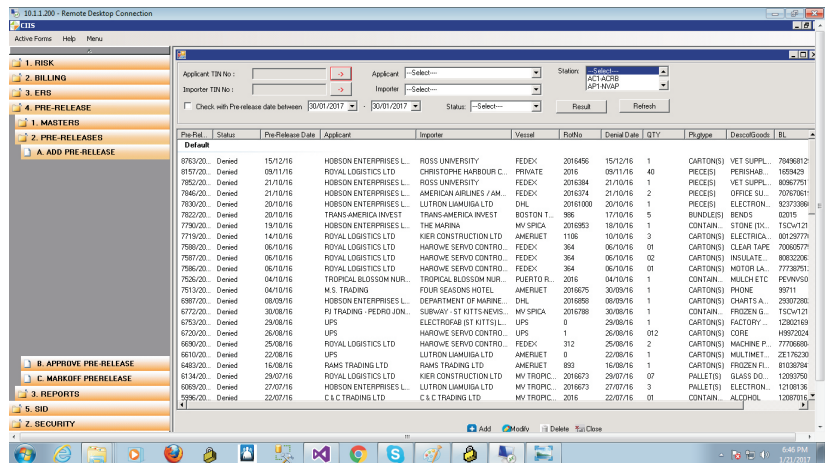 10.1.1.200 - Remote Desktop Connection
CIIS
Active Forms Help Menu
1. RISK
2. BILLING
3. ERS
4. PRE-RELEASE
1. MASTERS
2. PRE-RELEASES
A. ADD PRE-RELEASE
B. APPROVE PRE-RELEASE
C. MARKOFF PRERELEASE
3. REPORTS
5. SID
Z. SECURITY
Applicant TIN No : -> Applicant ---Select---- Station: ---Select----
AC1-ACRB
Importer TIN No : -> Importer ---Select---- AP1-NVAP
Check with Pre-release date between 30/01/2017 - 30/01/2017 Status: ---Select---- Result Refresh
Pre-Rel... Status Pre-Release Date Applicant Importer Vessel RotNo Denial Date QTY Pkgtype DescofGoods BL
Default
8763/20... Denied 15/12/16 HOBSON ENTERPRISES L... ROSS UNIVERSITY FEDEX 2016456 15/12/16 1 CARTON(S) VET SUPPL... 78496812
8157/20... Denied 09/11/16 ROYAL LOGISTICS LTD CHRISTOPHE HARBOUR C... PRIVATE 2016 09/11/16 40 PIECE(S) PERISHAB... 1659429
7852/20... Denied 21/10/16 HOBSON ENTERPRISES L... ROSS UNIVERSITY FEDEX 2016384 21/10/16 1 PIECE(S) VET SUPPL... 80967751
7846/20... Denied 21/10/16 HOBSON ENTERPRISES L... AMERICAN AIRLINES / AM... FEDEX 2016374 21/10/16 2 PIECE(S) OFFICE SU... 70767061
7830/20... Denied 20/10/16 HOBSON ENTERPRISES L... LUTRON LIAMUIGA LTD DHL 20161000 20/10/16 1 PIECE(S) ELECTRON... 92373386
7822/20... Denied 20/10/16 TRANS-AMERICA INVEST TRANS-AMERICA INVEST BOSTON T... 986 17/10/16 5 BUNDLE(S) BENDS 02015
7790/20... Denied 19/10/16 HOBSON ENTERPRISES L... THE MARINA MV SPICA 2016953 18/10/16 1 CONTAIN... STONE (1X... TSCW121
7719/20... Denied 14/10/16 ROYAL LOGISTICS LTD KIER CONSTRUCTION LTD AMERIJET 1106 10/10/16 3 CARTON(S) ELECTRICA... 00129777
7588/20... Denied 06/10/16 ROYAL LOGISTICS LTD HAROWE SERVO CONTRO... FEDEX 364 06/10/16 01 CARTON(S) CLEAR TAPE 70060577
7587/20... Denied 06/10/16 ROYAL LOGISTICS LTD HAROWE SERVO CONTRO... FEDEX 364 06/10/16 02 CARTON(S) INSULATE... 80832206
7586/20... Denied 06/10/16 ROYAL LOGISTICS LTD HAROWE SERVO CONTRO... FEDEX 364 06/10/16 01 CARTON(S) MOTOR LA... 77738751
7526/20... Denied 04/10/16 TROPICAL BLOSSOM NUR... TROPICAL BLOSSOM NUR... PUERTO R... 2016 04/10/16 1 CONTAIN... MULCH ETC PEVNVS0
7513/20... Denied 04/10/16 M.S. TRADING FOUR SEASONS HOTEL AMERIJET 2016675 30/09/16 1 CARTON(S) PHONE 99711
6987/20... Denied 08/09/16 HOBSON ENTERPRISES L... DEPARTMENT OF MARINE... DHL 2016858 08/09/16 1 CARTON(S) CHARTS A... 29307280
6772/20... Denied 30/08/16 PJ TRADING - PEDRO JON... SUBWAY - ST KITTS-NEVIS... MV SPICA 2016788 30/08/16 1 CONTAIN... FROZEN G... TSCW121
6753/20... Denied 29/08/16 UPS ELECTROFAB (ST KITTS) L... UPS 0 29/08/16 1 CARTON(S) FACTORY ... 1Z802169
6720/20... Denied 26/08/16 UPS HAROWE SERVO CONTRO... UPS 1 26/08/16 012 CARTON(S) CORE H9972024
6690/20... Denied 25/08/16 ROYAL LOGISTICS LTD HAROWE SERVO CONTRO... FEDEX 312 25/08/16 2 CARTON(S) MACHINE P... 77706680
6610/20... Denied 22/08/16 UPS LUTRON LIAMUIGA LTD AMERIJET 0 22/08/16 1 CARTON(S) MULTIMET... ZE176230
6483/20... Denied 16/08/16 RAMS TRADING LTD RAMS TRADING LTD AMERIJET 893 16/08/16 1 CARTON(S) FROZEN FI... 81038784
6134/20... Denied 29/07/16 ROYAL LOGISTICS LTD KIER CONSTRUCTION LTD MV TROPIC... 2016673 29/07/16 07 PALLET(S) GLASS DO... 12083750
6069/20... Denied 27/07/16 HOBSON ENTERPRISES L... LUTRON LIAMUIGA LTD MV TROPIC... 2016673 27/07/16 3 PALLET(S) ELECTRON... 12108136
5996/20... Denied 22/07/16 C & C TRADING LTD C & C TRADING LTD MV TROPIC... 2016 22/07/16 01 CONTAIN... ALCOHOL 12087016
Add Modify Delete Close
6:46 PM
1/21/2017